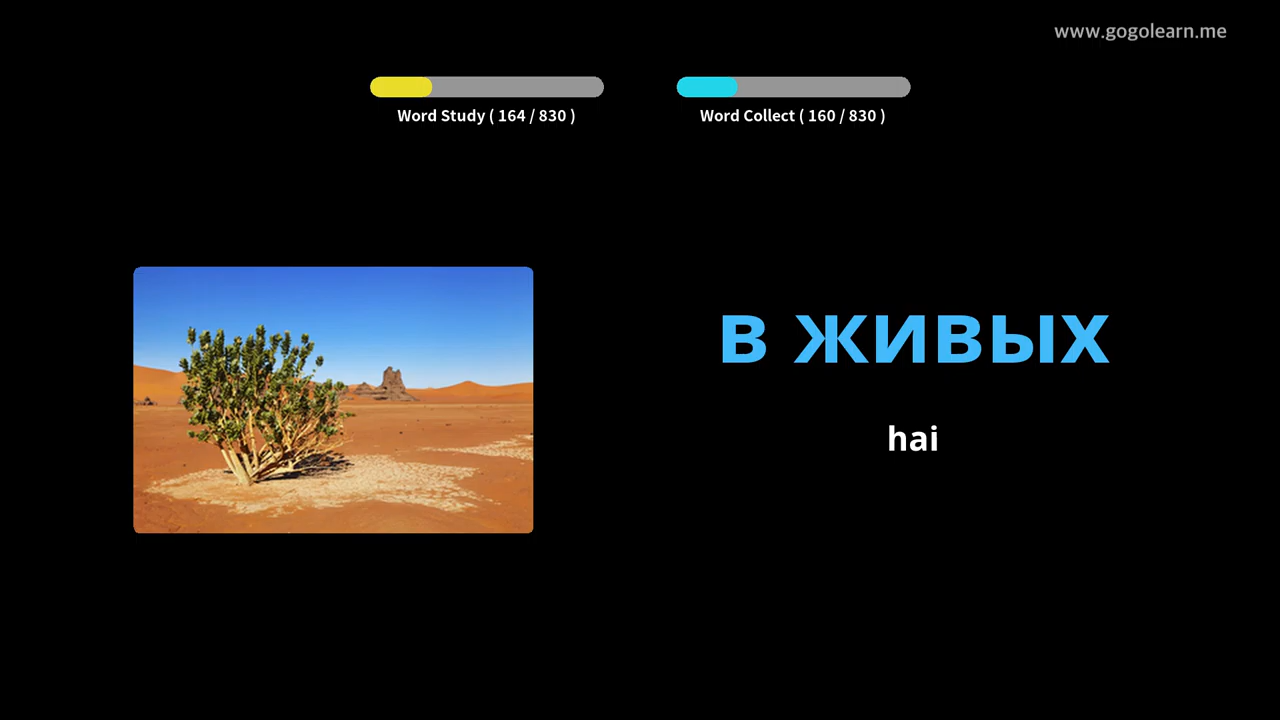 www.gogolearn.me
Word Study ( 164 / 830 )
Word Collect ( 160 / 830 )
в живых
hai